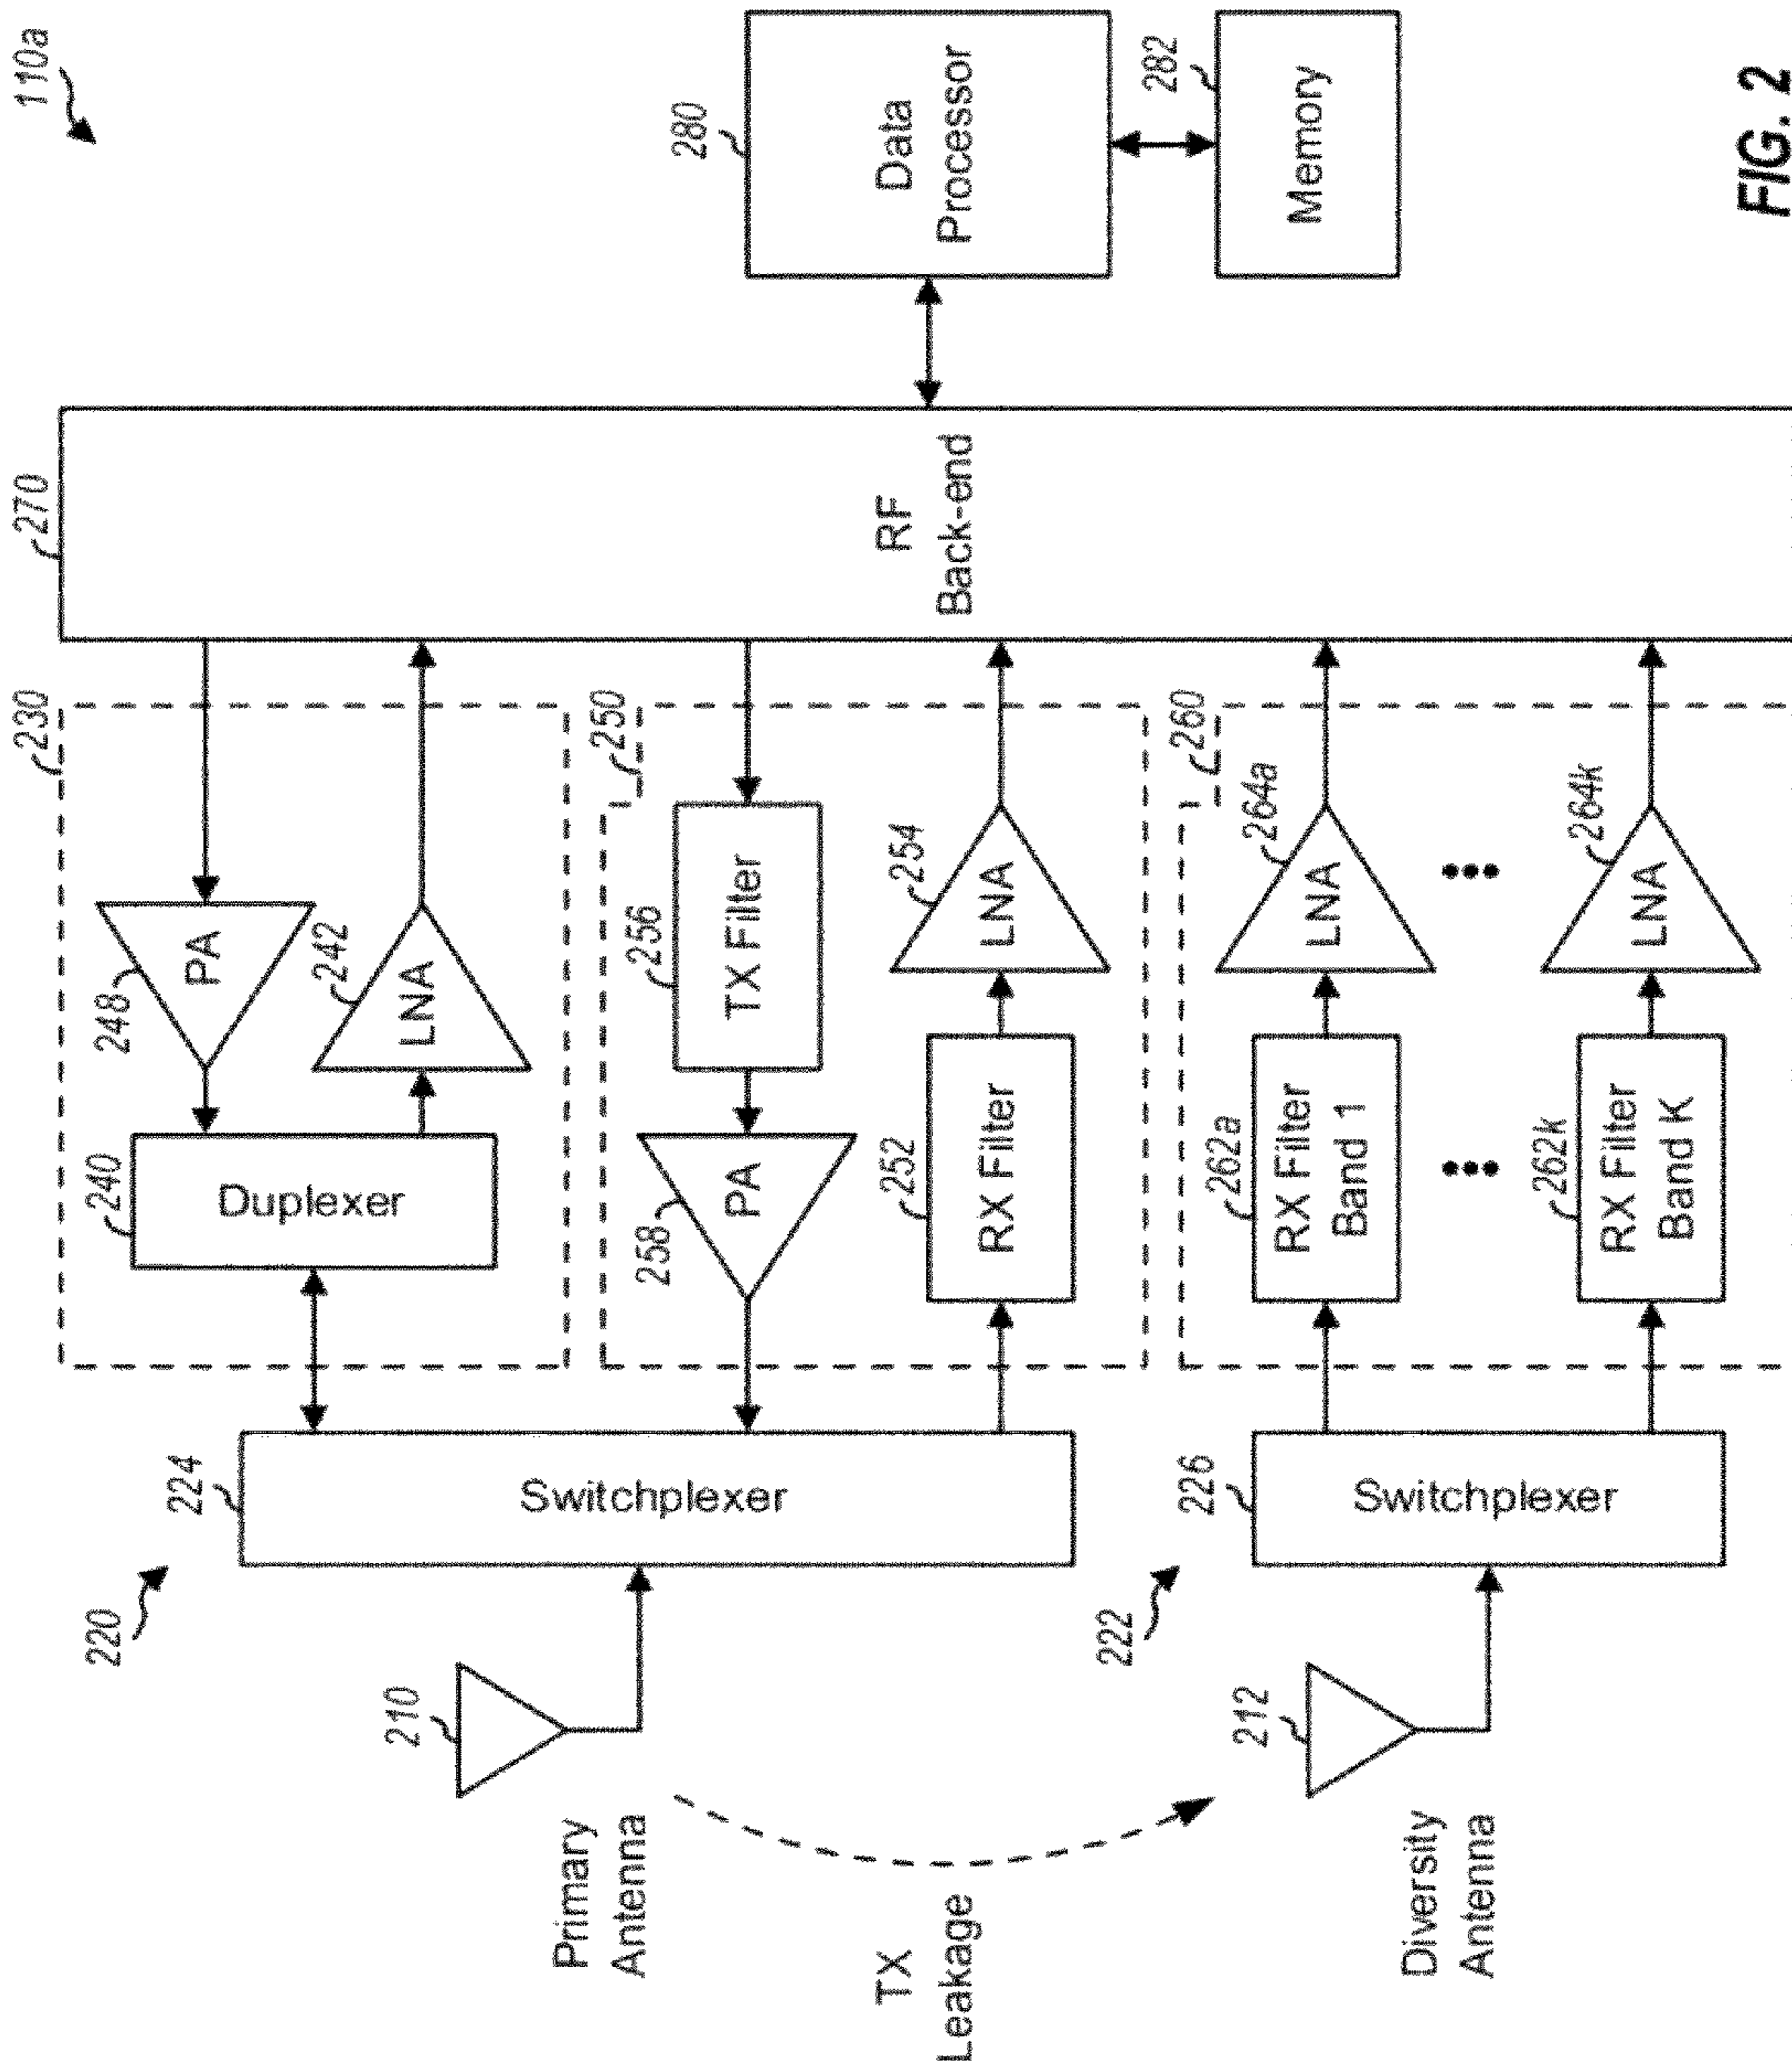 110a
220
224
Switchplexer
210
Primary
Antenna
230
240
Duplexer
248
PA
242
LNA
250
256
TX Filter
258
PA
252
RX Filter
254
LNA
270
RF
Back-end
280
Data
Processor
282
Memory
TX
Leakage
222
226
Switchplexer
212
Diversity
Antenna
260
262a
RX Filter
Band 1
264a
LNA
262k
RX Filter
Band K
264k
LNA
FIG. 2